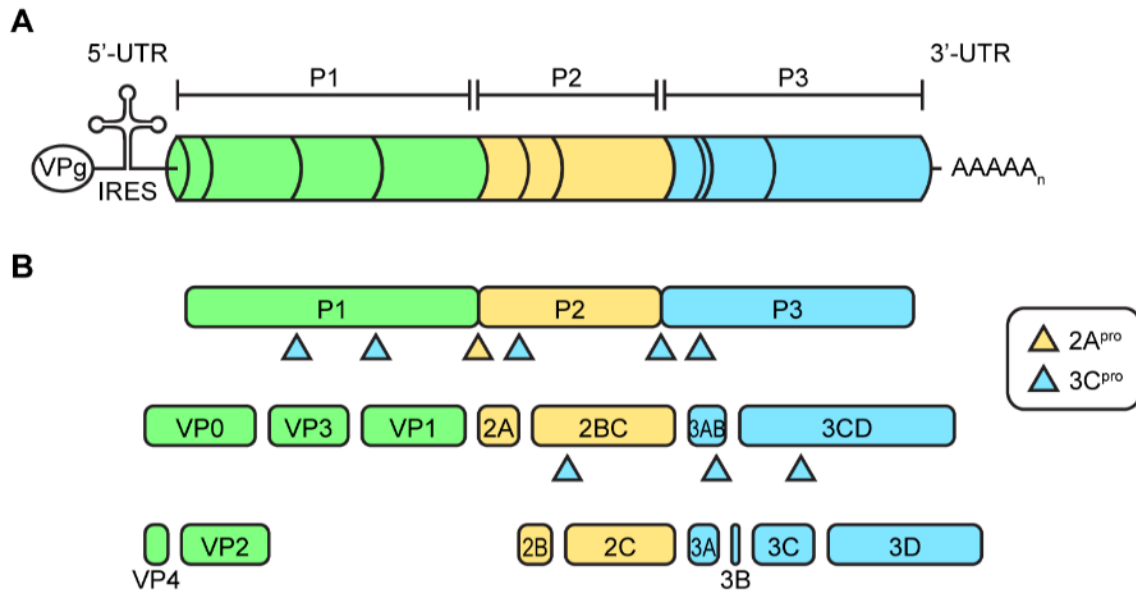 A
5'-UTR
P1
P2
P3
3'-UTR
VPg
IRES
AAAAAn
B
P1
P2
P3
2Apro
3Cpro
VP0
VP3
VP1
2A
2BC
3AB
3CD
VP4
VP2
2B
2C
3A
3B
3C
3D